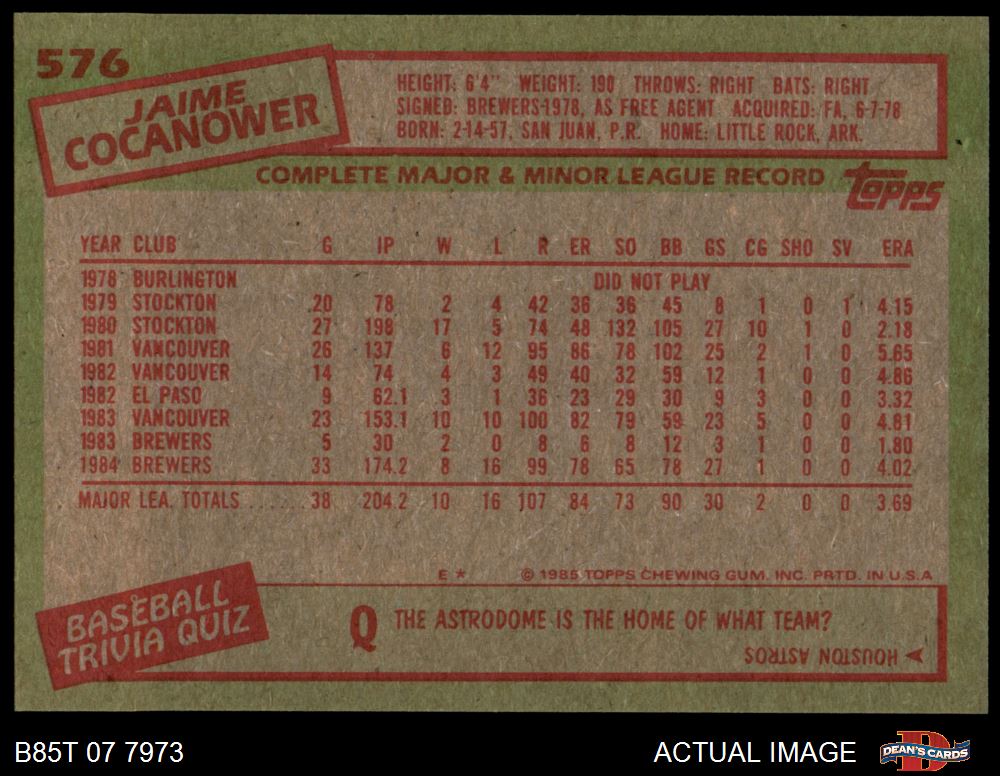 576
JAIME
COCANOWER
HEIGHT: 6'4" WEIGHT: 190 THROWS: RIGHT BATS: RIGHT
SIGNED: BREWERS-1978, AS FREE AGENT ACQUIRED: FA, 6-7-78
BORN: 2-14-57, SAN JUAN, P.R. HOME: LITTLE ROCK, ARK.
COMPLETE MAJOR & MINOR LEAGUE RECORD
topps
YEAR CLUB G IP W L R ER SO BB GS CG SHO SV ERA
1978 BURLINGTON DID NOT PLAY
1979 STOCKTON 20 78 2 4 42 36 36 45 8 1 0 1 4.15
1980 STOCKTON 27 198 17 5 74 48 132 105 27 10 1 0 2.18
1981 VANCOUVER 26 137 6 12 95 86 78 102 25 2 1 0 5.65
1982 VANCOUVER 14 74 4 3 49 40 32 59 12 1 0 0 4.86
1982 EL PASO 9 62.1 3 1 36 23 29 30 9 3 0 0 3.32
1983 VANCOUVER 23 153.1 10 10 100 82 79 59 23 5 0 0 4.81
1983 BREWERS 5 30 2 0 8 6 8 12 3 1 0 0 1.80
1984 BREWERS 33 174.2 8 16 99 78 65 78 27 1 0 0 4.02
MAJOR LEA. TOTALS ....... 38 204.2 10 16 107 84 73 90 30 2 0 0 3.69
E * © 1985 TOPPS CHEWING GUM. INC. PRTD. IN U.S.A
BASEBALL
TRIVIA QUIZ
Q THE ASTRODOME IS THE HOME OF WHAT TEAM?
HOUSTON ASTROS
B85T 07 7973
ACTUAL IMAGE
D
DEAN'S CARDS